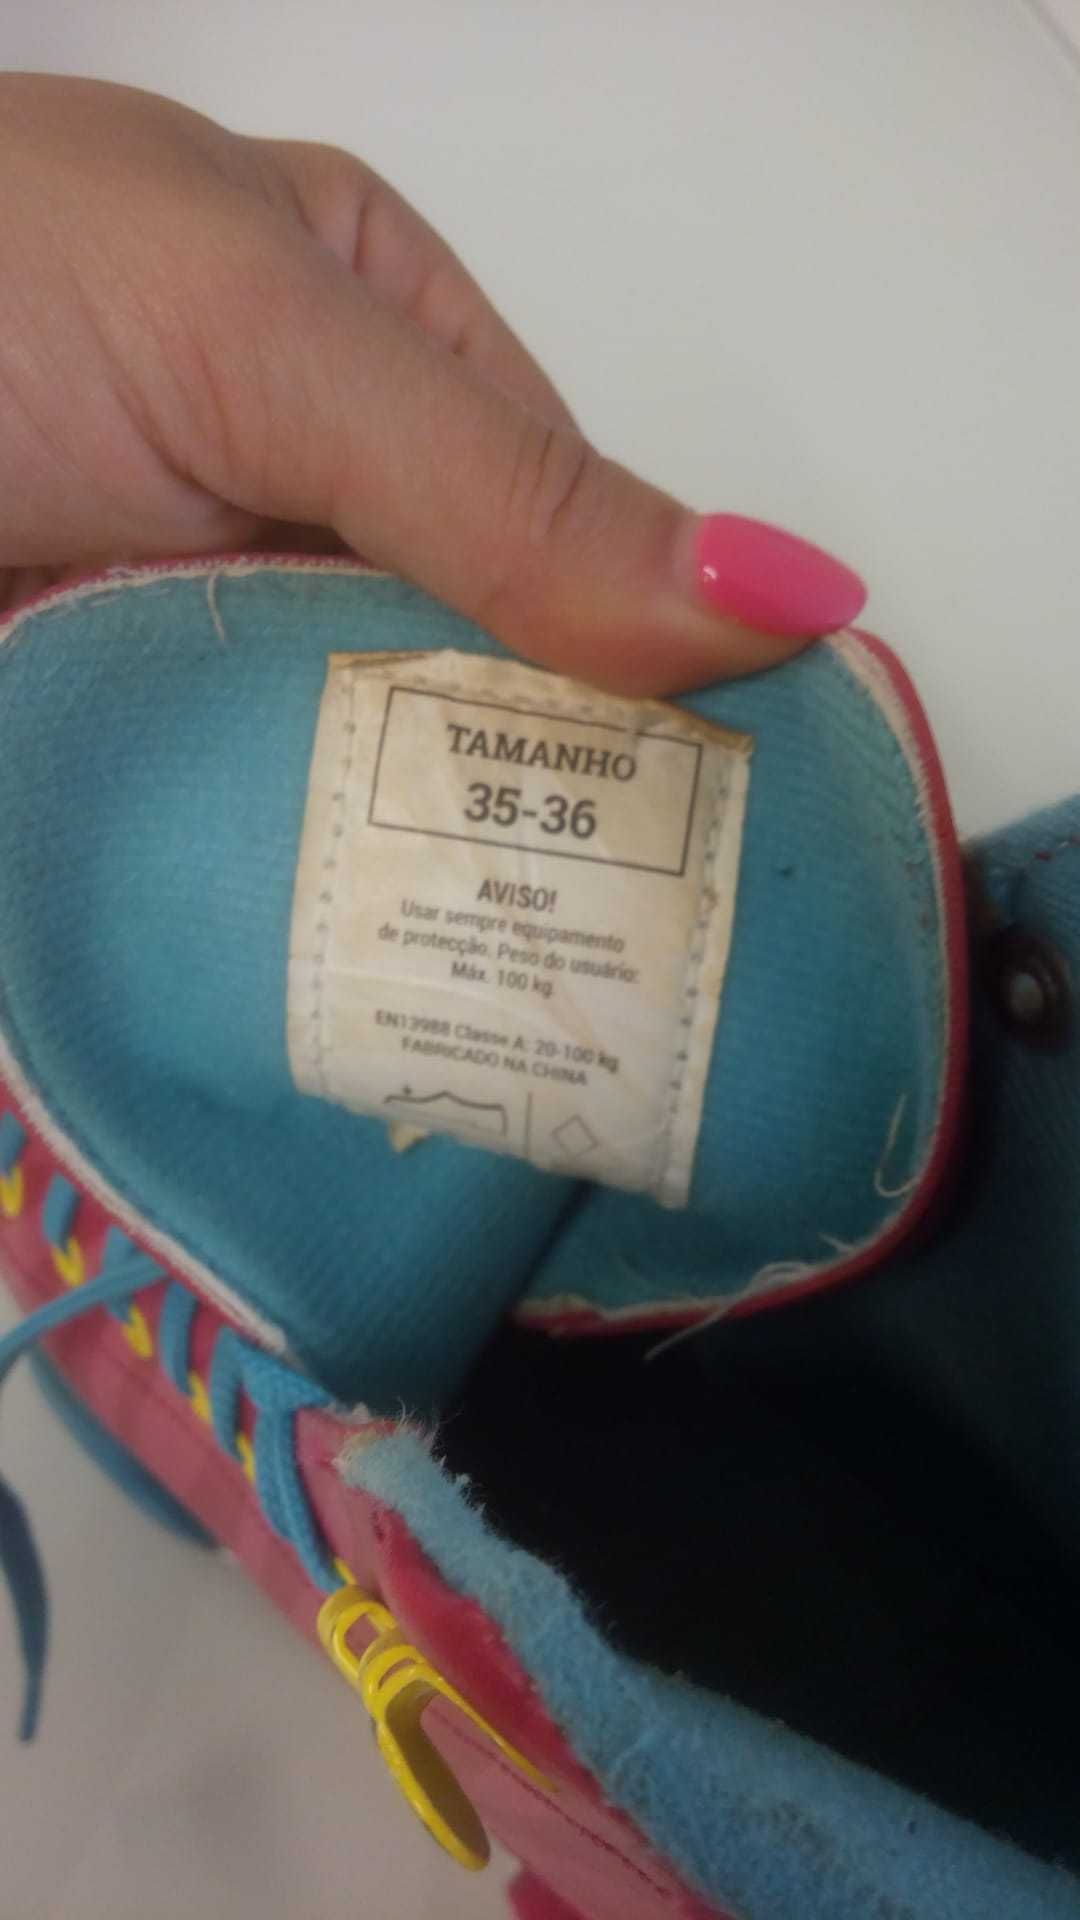 TAMANHO
35-36
AVISO!
Usar sempre equipamento
de protecção. Peso do usuário:
Máx. 100 kg
EN13988 Classe A: 20-100 kg
FABRICADO NA CHINA